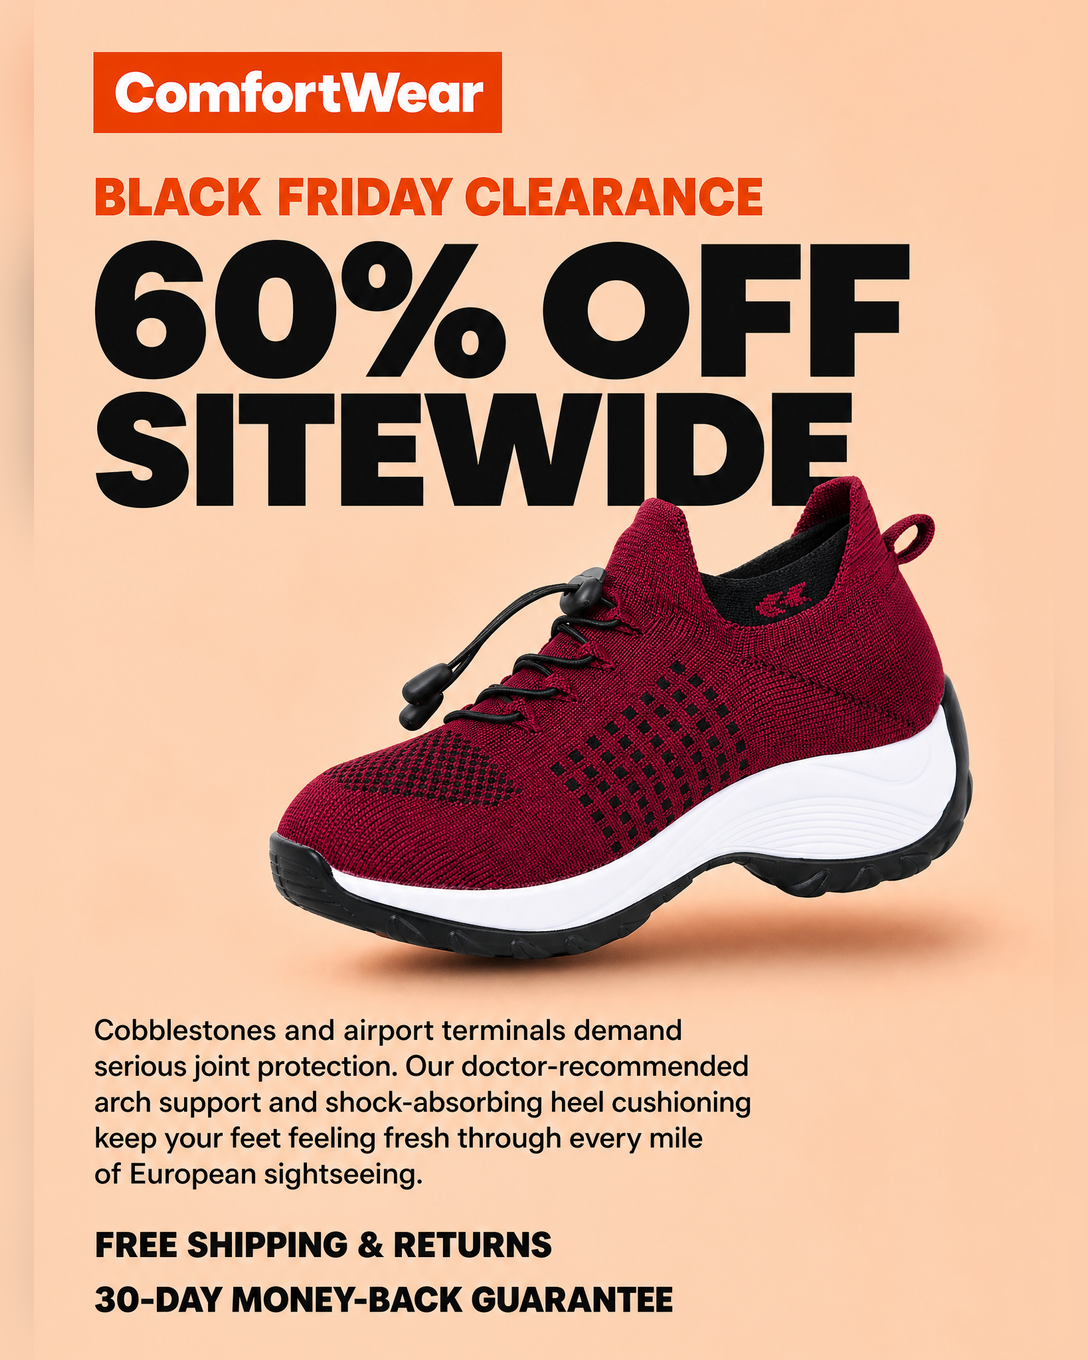 ComfortWear
BLACK FRIDAY CLEARANCE
60% OFF
SITEWIDE
Cobblestones and airport terminals demand
serious joint protection. Our doctor-recommended
arch support and shock-absorbing heel cushioning
keep your feet feeling fresh through every mile
of European sightseeing.
FREE SHIPPING & RETURNS
30-DAY MONEY-BACK GUARANTEE